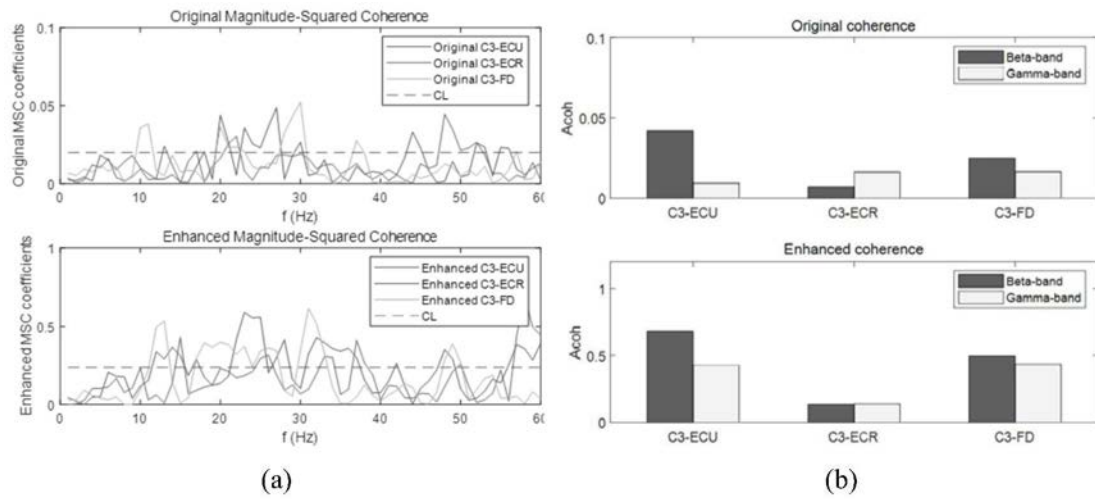 Original Magnitude-Squared Coherence
0.1
Original C3-ECU
Original C3-ECR
Original C3-FD
CL
0.05
0
Original MSC coefficients
0 10 20 30 40 50 60
f (Hz)
Enhanced Magnitude-Squared Coherence
1
Enhanced C3-ECU
Enhanced C3-ECR
Enhanced C3-FD
CL
0.5
0
Enhanced MSC coefficients
0 10 20 30 40 50 60
f (Hz)
(a)
Original coherence
0.1
Beta-band
Gamma-band
0.05
0
Acoh
C3-ECU C3-ECR C3-FD
Enhanced coherence
Beta-band
Gamma-band
1
0.5
0
Acoh
C3-ECU C3-ECR C3-FD
(b)